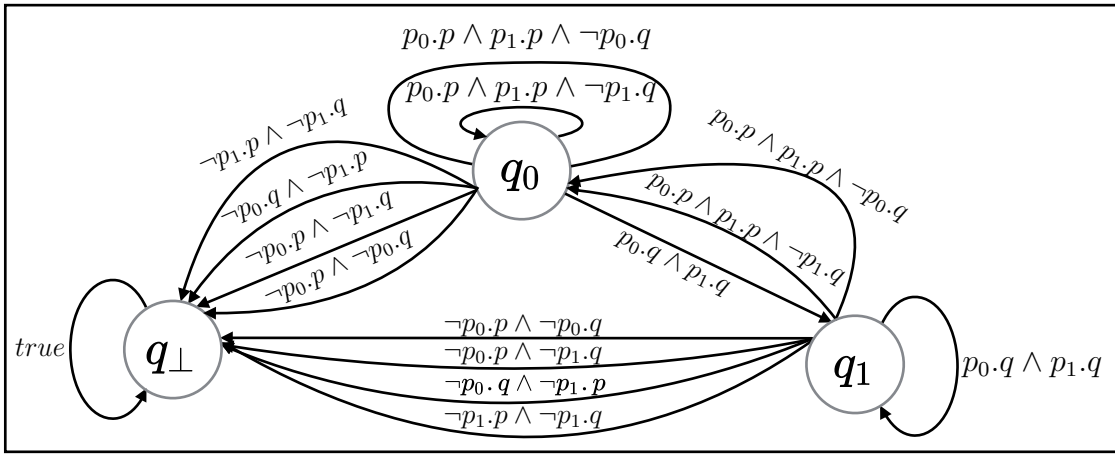 p₀.p ∧ p₁.p ∧ ¬p₀.q
p₀.p ∧ p₁.p ∧ ¬p₁.q
q₀
¬p₁.p ∧ ¬p₁.q
¬p₀.q ∧ ¬p₁.p
¬p₀.p ∧ ¬p₁.q
¬p₀.p ∧ ¬p₀.q
p₀.p ∧ p₁.p ∧ ¬p₀.q
p₀.p ∧ p₁.p ∧ ¬p₁.q
p₀.q ∧ p₁.q
true
q⊥
¬p₀.p ∧ ¬p₀.q
¬p₀.p ∧ ¬p₁.q
¬p₀.q ∧ ¬p₁.p
¬p₁.p ∧ ¬p₁.q
q₁
p₀.q ∧ p₁.q